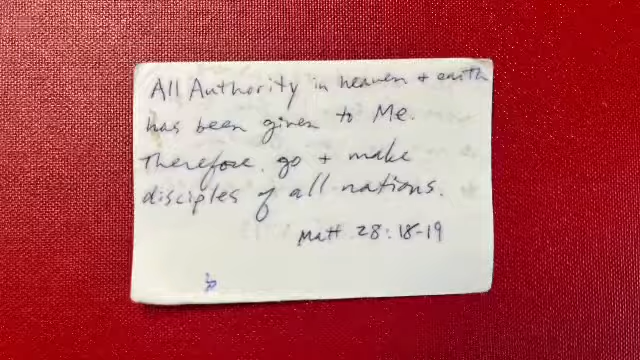 All Authority in heaven + earth
has been given to Me.
Therefore, go + make
disciples of all nations.
Matt 28:18-19